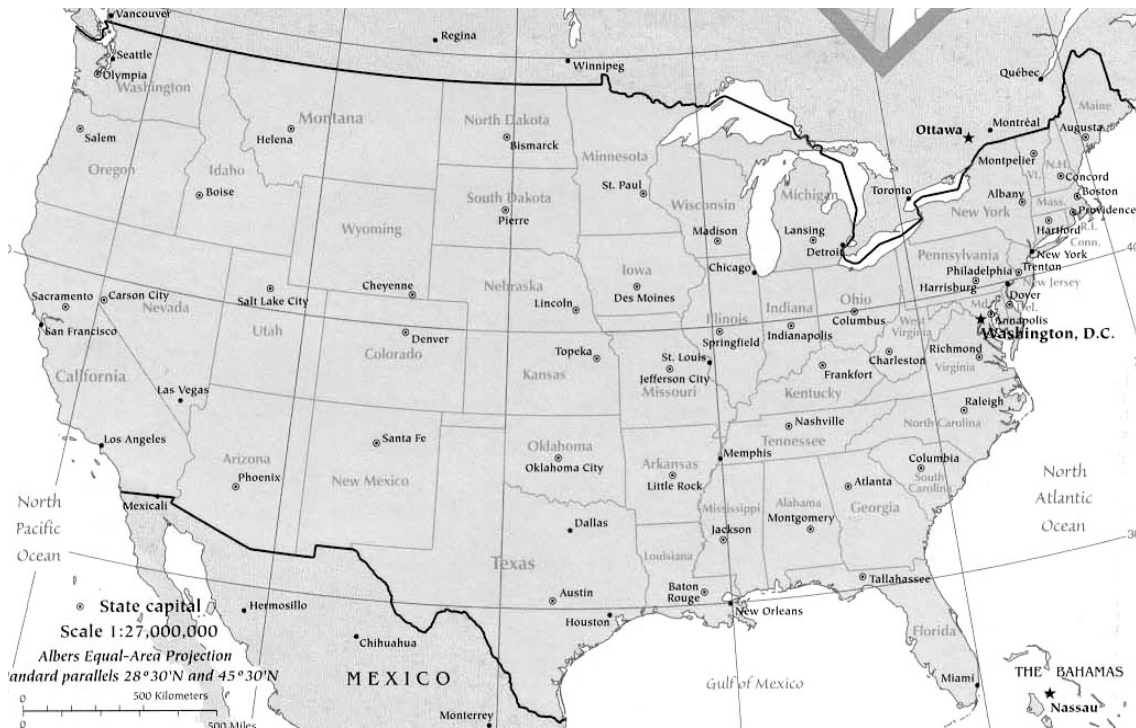 Vancouver
Regina
Winnipeg
Seattle
Olympia
Washington
Québec
Maine
Montana
Helena
North Dakota
Bismarck
Ottawa
Montréal
Augusta
Salem
Oregon
Idaho
Boise
Minnesota
St. Paul
Montpelier
Vt.
N.H.
Concord
South Dakota
Pierre
Wisconsin
Michigan
Toronto
Albany
Boston
New York
Mass.
Providence
Wyoming
Madison
Lansing
Detroit
Hartford
R.I.
Conn.
40
Chicago
Pennsylvania
New York
Iowa
Des Moines
Philadelphia
Trenton
Harrisburg
New Jersey
Cheyenne
Nebraska
Lincoln
Salt Lake City
Sacramento
Carson City
Nevada
Indiana
Ohio
Columbus
Dover
Md.
Del.
Annapolis
San Francisco
Utah
Denver
Colorado
Illinois
Springfield
Indianapolis
West
Virginia
Washington, D.C.
Topeka
Kansas
St. Louis
Jefferson City
Missouri
Charleston
Frankfort
Richmond
Virginia
California
Las Vegas
Kentucky
Raleigh
Nashville
North Carolina
Los Angeles
Santa Fe
Oklahoma
Oklahoma City
Tennessee
Memphis
Columbia
South
Carolina
Arizona
Phoenix
New Mexico
Arkansas
Little Rock
Atlanta
Georgia
North
Atlantic
Ocean
North
Pacific
Ocean
Mexicali
Mississippi
Jackson
Alabama
Montgomery
Dallas
Texas
Louisiana
30
Tallahassee
Baton
Rouge
New Orleans
Austin
Houston
Hermosillo
Chihuahua
Florida
State capital
Scale 1:27,000,000
Albers Equal-Area Projection
andard parallels 28°30'N and 45°30'N
MEXICO
Gulf of Mexico
Miami
THE BAHAMAS
Nassau
0
500 Kilometers
0
500 Miles
Monterrey